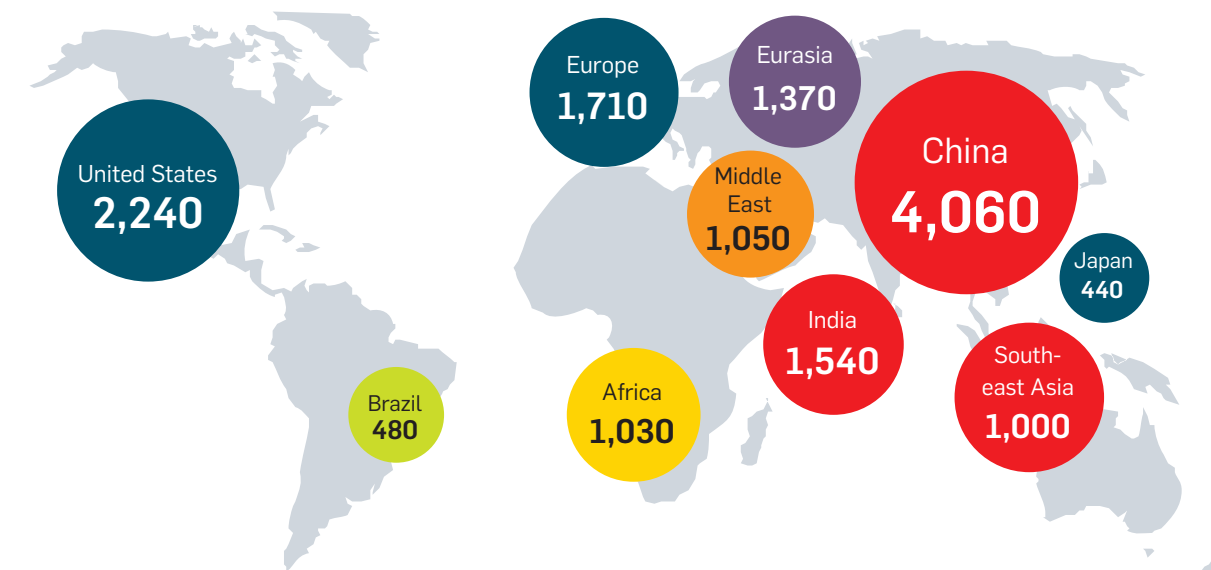 United States
2,240
Brazil
480
Europe
1,710
Eurasia
1,370
Middle
East
1,050
Africa
1,030
India
1,540
China
4,060
Japan
440
South-
east Asia
1,000